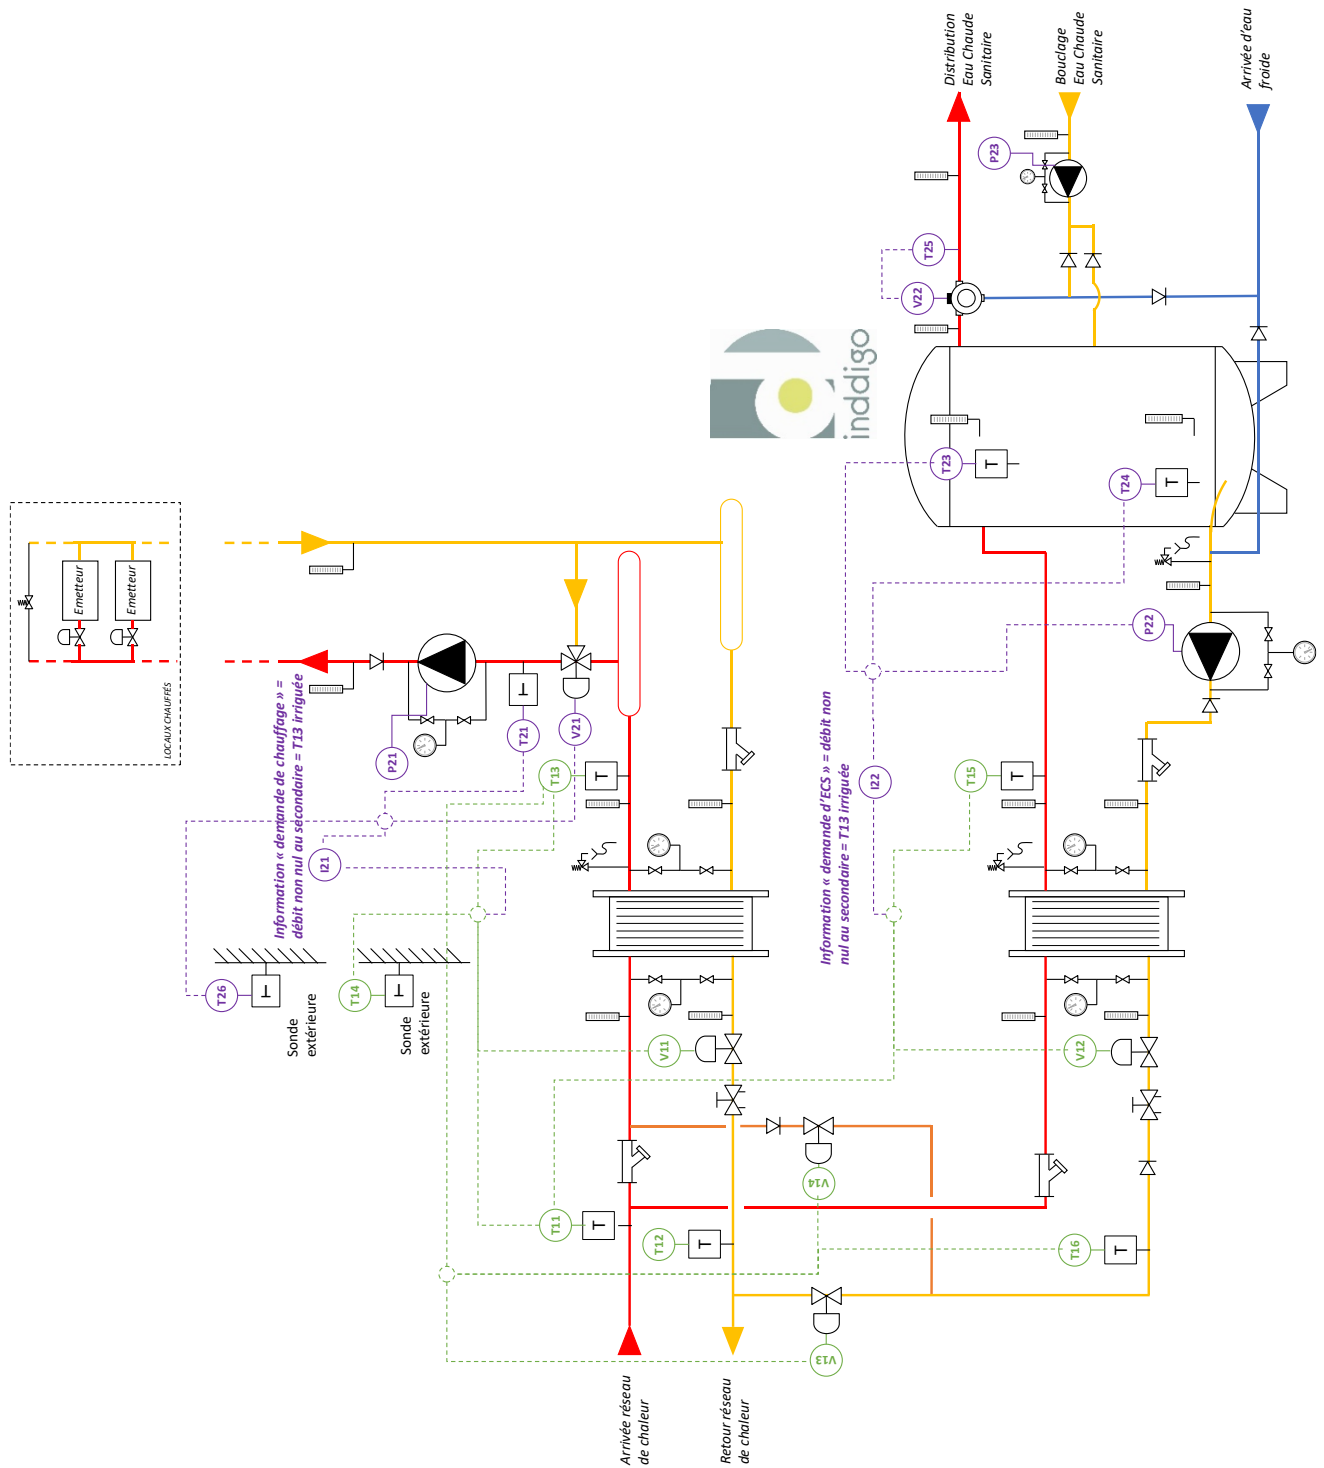 Distribution
Eau Chaude
Sanitaire
Bouclage
Eau Chaude
Sanitaire
Arrivée d'eau
froide
P23
T25
V22
inddigo
T23
T
T24
T
Emetteur
Emetteur
LOCAUX CHAUFFÉS
Information « demande de chauffage » =
débit non nul au secondaire = T13 irriguée
P21
T21
T
V21
T13
T
I21
P22
Information « demande d'ECS » = débit non
nul au secondaire = T13 irriguée
I22
T15
T
T26
T
Sonde
extérieure
T14
T
Sonde
extérieure
V11
V12
V14
T11
T
T12
T
T16
T
V13
Arrivée réseau
de chaleur
Retour réseau
de chaleur